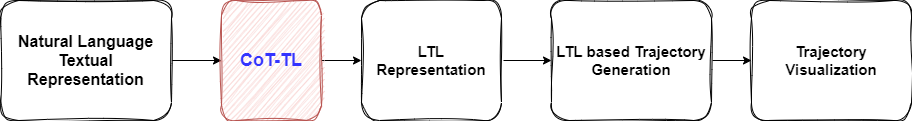 Natural Language
Textual
Representation
CoT-TL
LTL
Representation
LTL based Trajectory
Generation
Trajectory
Visualization